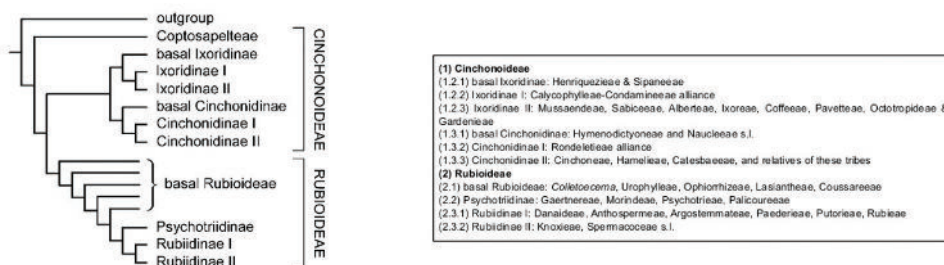 outgroup
Coptosapelteae
basal Ixoridinae
Ixoridinae I
Ixoridinae II
basal Cinchonidinae
Cinchonidinae I
Cinchonidinae II
CINCHONOIDEAE
basal Rubioideae
Psychotriidinae
Rubiidinae I
Rubiidinae II
RUBIOIDEAE
(1) Cinchonoideae
(1.2.1) basal Ixoridinae: Henriquezieae & Sipaneeae
(1.2.2) Ixoridinae I: Calycophylleae-Condamineeae alliance
(1.2.3) Ixoridinae II: Mussaendeae, Sabiceeae, Alberteae, Ixoreae, Coffeeae, Pavetteae, Octotropideae &
Gardenieae
(1.3.1) basal Cinchonidinae: Hymenodictyoneae and Naucleeae s.l.
(1.3.2) Cinchonidinae I: Rondeletieae alliance
(1.3.3) Cinchonidinae II: Cinchoneae, Hamelieae, Catesbaeeae, and relatives of these tribes
(2) Rubioideae
(2.1) basal Rubioideae: Colletoecema, Urophylleae, Ophiorrhizeae, Lasiantheae, Coussareeae
(2.2) Psychotriidinae: Gaertnereae, Morindeae, Psychotrieae, Palicoureeae
(2.3.1) Rubiidinae I: Danaideae, Anthospermeae, Argostemmateae, Paederieae, Putorieae, Rubieae
(2.3.2) Rubiidinae II: Knoxieae, Spermacoceae s.l.